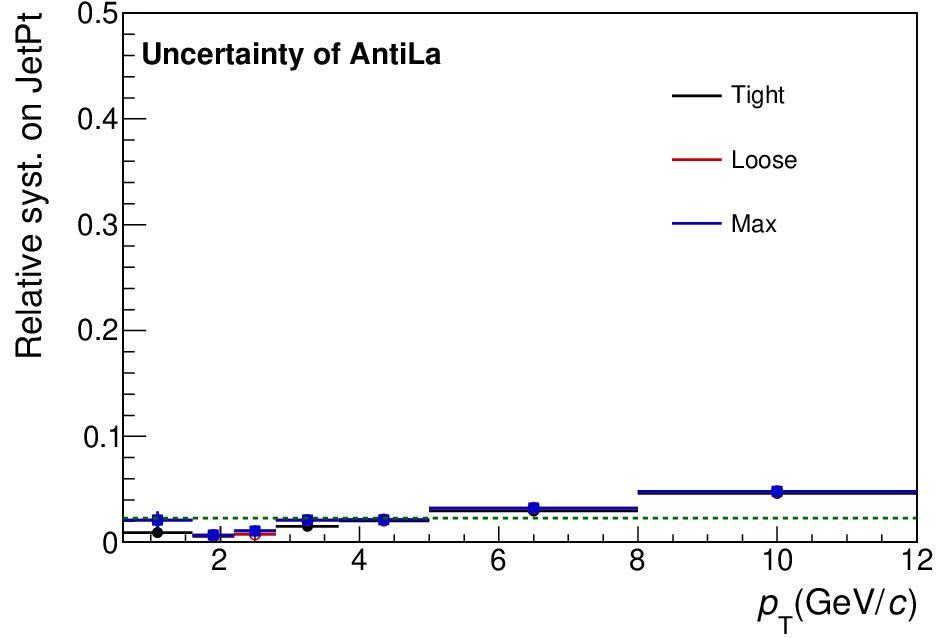 Relative syst. on JetPt
0.5
0.4
0.3
0.2
0.1
0
Uncertainty of AntiLa
Tight
Loose
Max
2 4 6 8 10 12
p_T(GeV/c)